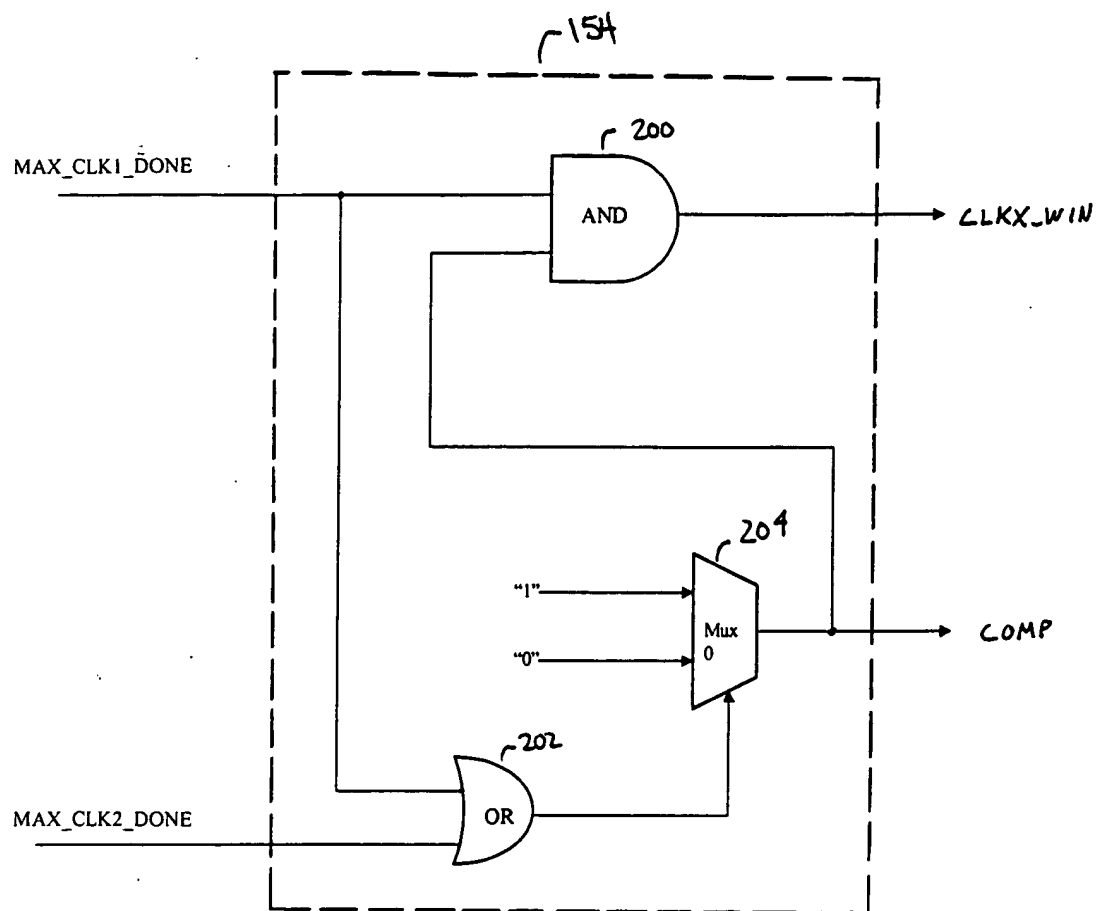 154
200
MAX_CLK1_DONE
AND
CLKX_WIN
204
"1"
Mux
"0"
0
COMP
202
MAX_CLK2_DONE
OR